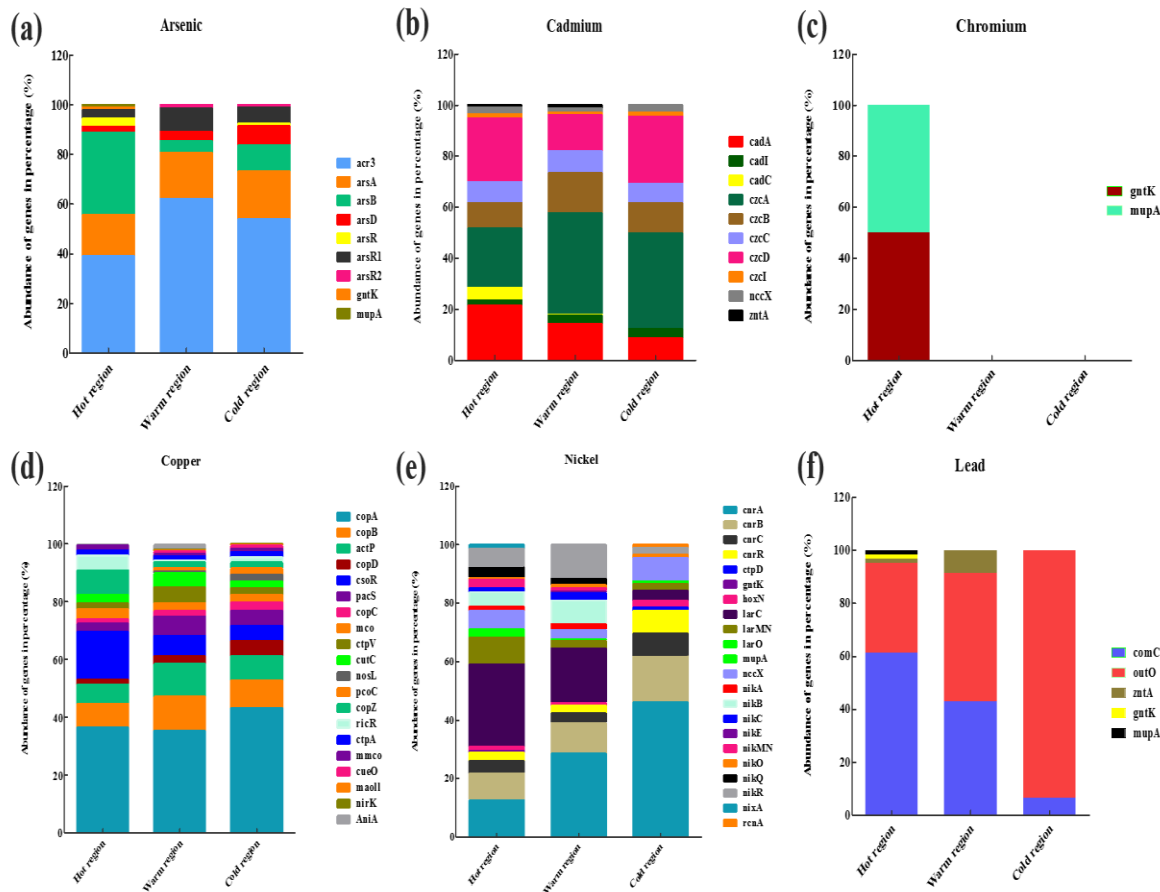 (a)
Arsenic
Abundance of genes in percentage (%)
120
100
80
60
40
20
0
Hot region
Warm region
Cold region
acr3
arsA
arsB
arsD
arsR
arsR1
arsR2
gntK
mupA
(b)
Cadmium
Abundance of genes in percentage (%)
120
100
80
60
40
20
0
Hot region
Warm region
Cold region
cadA
cadI
cadC
czcA
czcB
czcC
czcD
czcI
nccX
zntA
(c)
Chromium
Abundance of genes in percentage (%)
120
100
80
60
40
20
0
Hot region
Warm region
Cold region
gntK
mupA
(d)
Copper
Abundance of genes in percentage (%)
120
100
80
60
40
20
0
Hot region
Warm region
Cold region
copA
copB
actP
copD
csoR
pacS
copC
mco
ctpV
cutC
nosL
pcoC
copZ
ricR
ctpA
mmco
cueO
maoI1
nirK
AniA
(e)
Nickel
Abundance of genes in percentage (%)
120
100
80
60
40
20
0
Hot region
Warm region
Cold region
cnrA
cnrB
cnrC
cnrR
ctpD
gntK
hoxN
larC
larMN
larO
mupA
nccX
nikA
nikB
nikC
nikE
nikMN
nikO
nikQ
nikR
nixA
rcnA
(f)
Lead
Abundance of genes in percentage (%)
120
100
80
60
40
20
0
Hot region
Warm region
Cold region
comC
outO
zntA
gntK
mupA